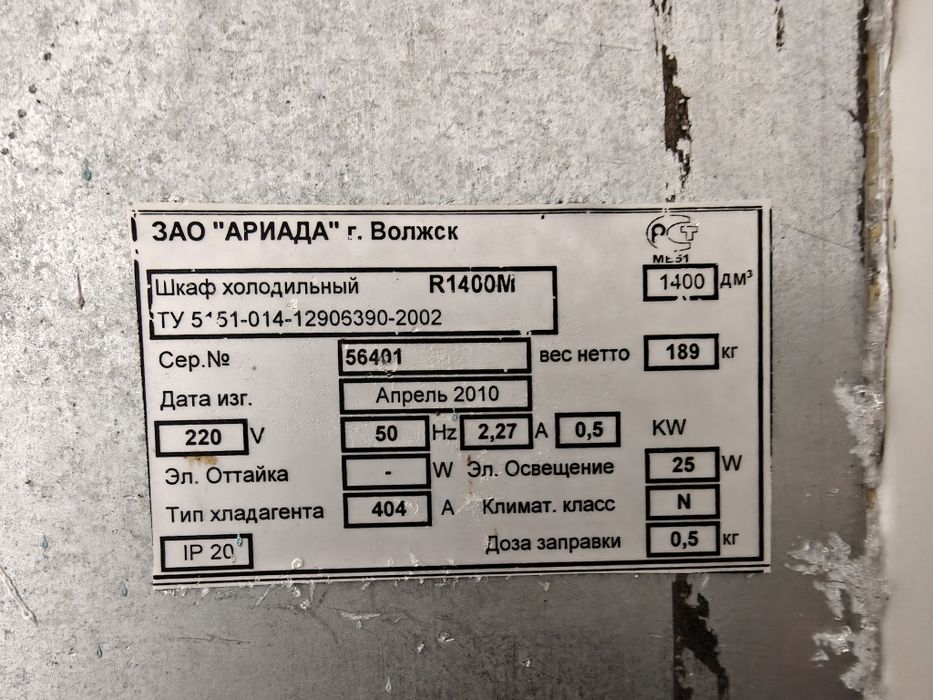 ЗАО "АРИАДА" г. Волжск
РСТ
МЕ51
Шкаф холодильный R1400М 1400 дм³
ТУ 5151-014-12906390-2002
Сер.№ 56401 вес нетто 189 кг
Дата изг. Апрель 2010
220 V 50 Hz 2,27 А 0,5 KW
Эл. Оттайка - W Эл. Освещение 25 W
Тип хладагента 404 А Климат. класс N
IP 20 Доза заправки 0,5 кг